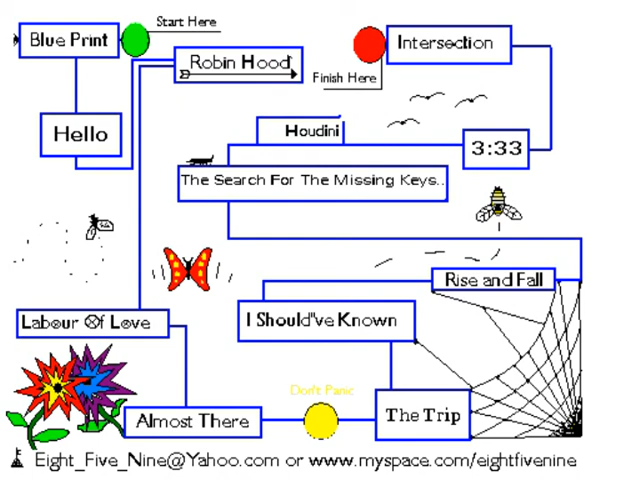 Start Here
Blue Print
Intersection
Robin Hood
Finish Here
Hello
Houdini
3:33
The Search For The Missing Keys..
Rise and Fall
Labour Of Love
I Should've Known
Don't Panic
Almost There
The Trip
Eight_Five_Nine@Yahoo.com or www.myspace.com/eightfivenine